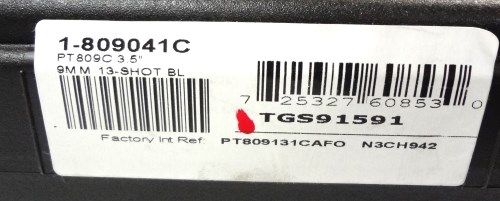 1-809041C
PT809C 3.5"
9MM 13-SHOT BL
7 25327 60853 0
TGS91591
Factory Int Ref: PT809131CAFO N3CH942